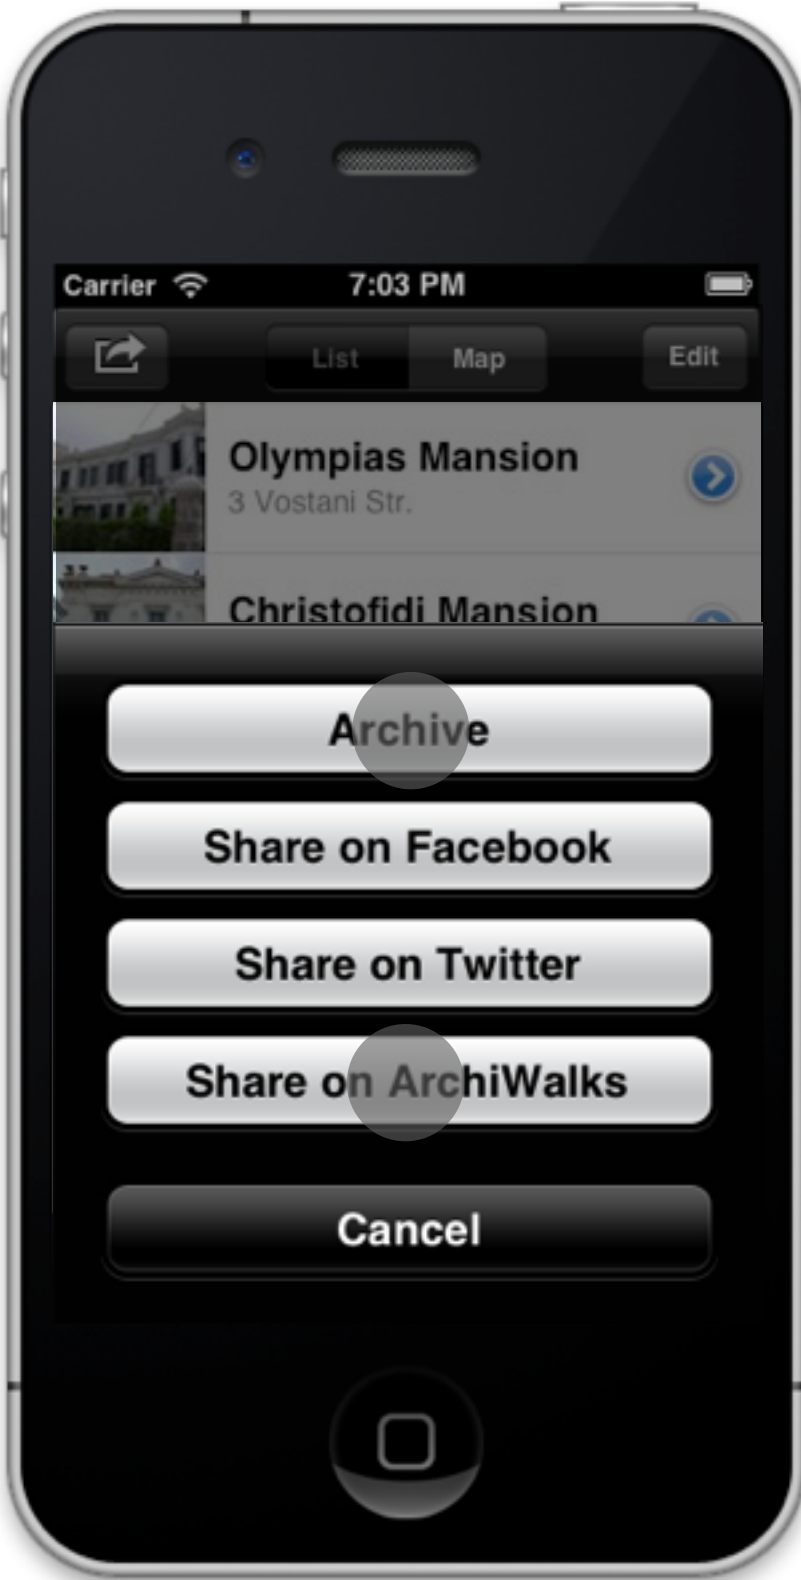 Carrier 7:03 PM
List Map Edit
Olympias Mansion
3 Vostani Str.
Christofidi Mansion
Archive
Share on Facebook
Share on Twitter
Share on ArchiWalks
Cancel